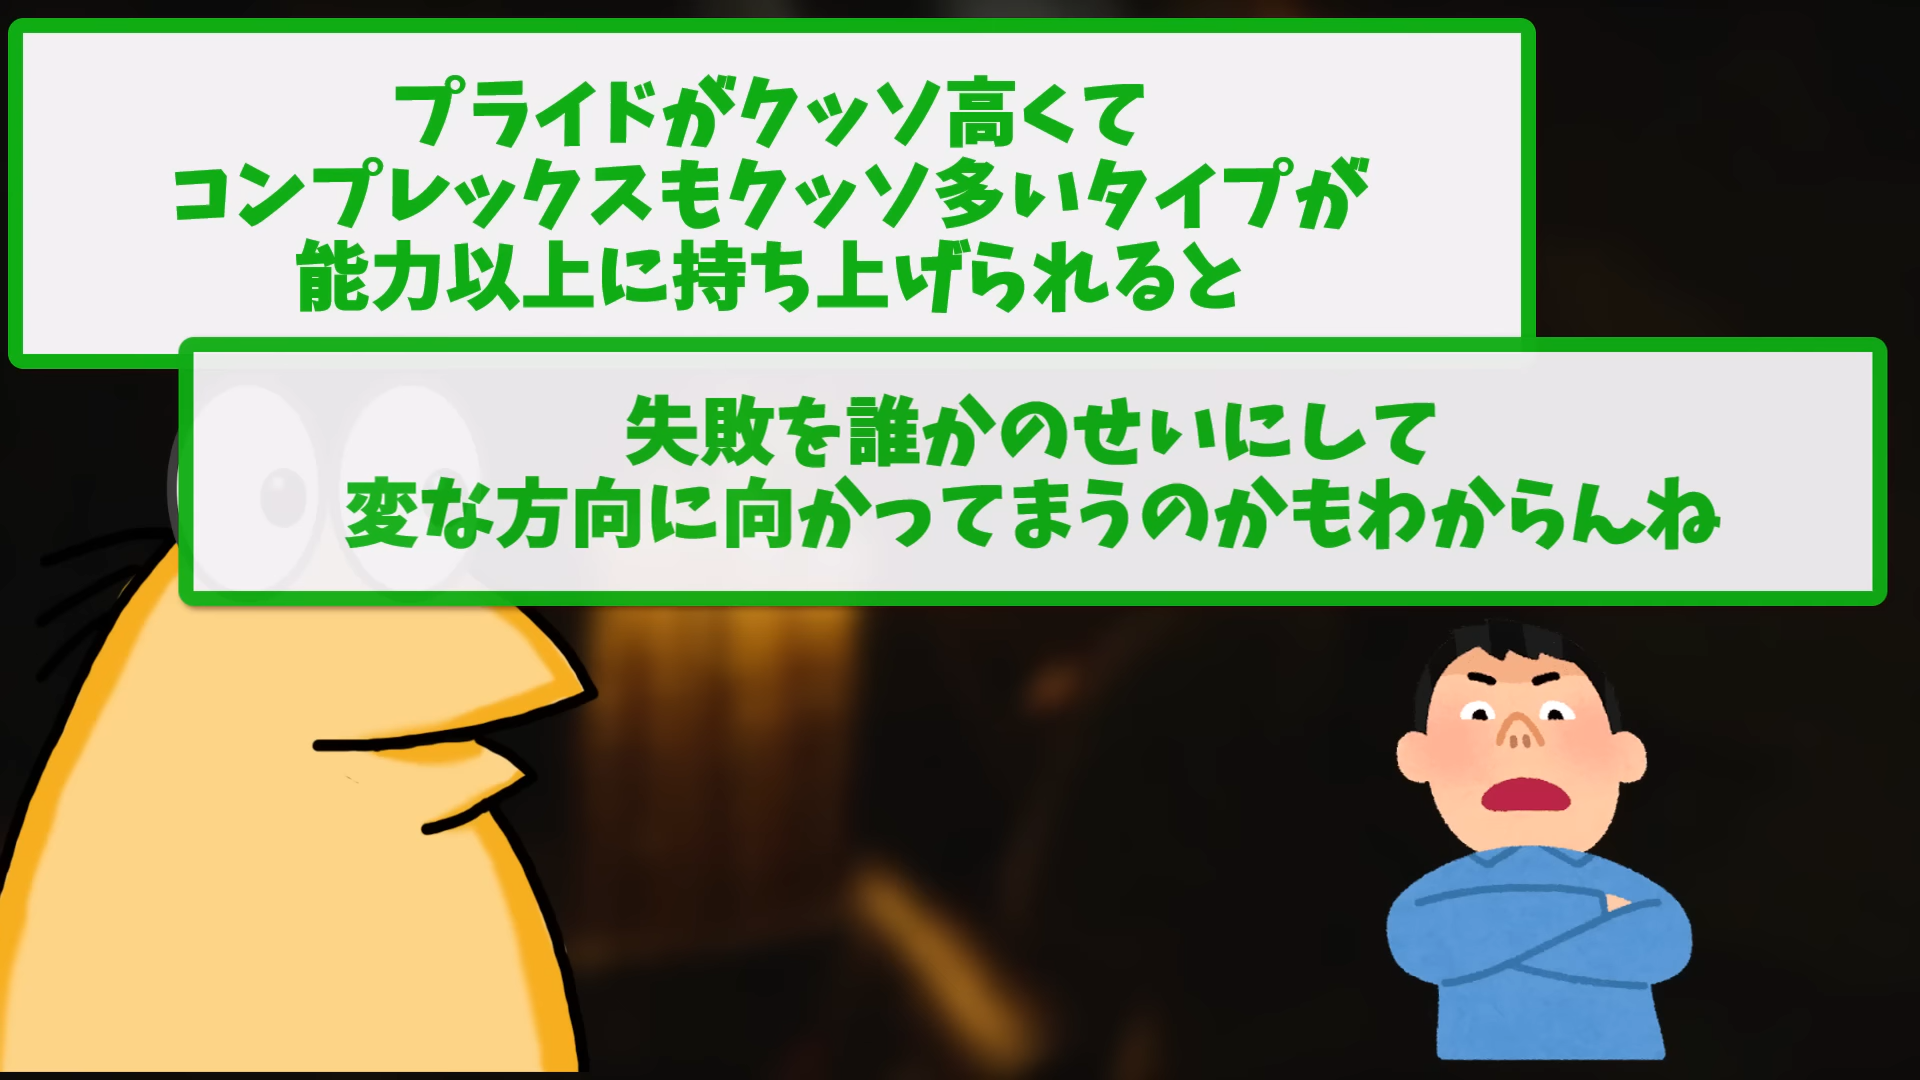 プライドがクッソ高くて
コンプレックスもクッソ多いタイプが
能力以上に持ち上げられると
失敗を誰かのせいにして
変な方向に向かってまうのかもわからんね